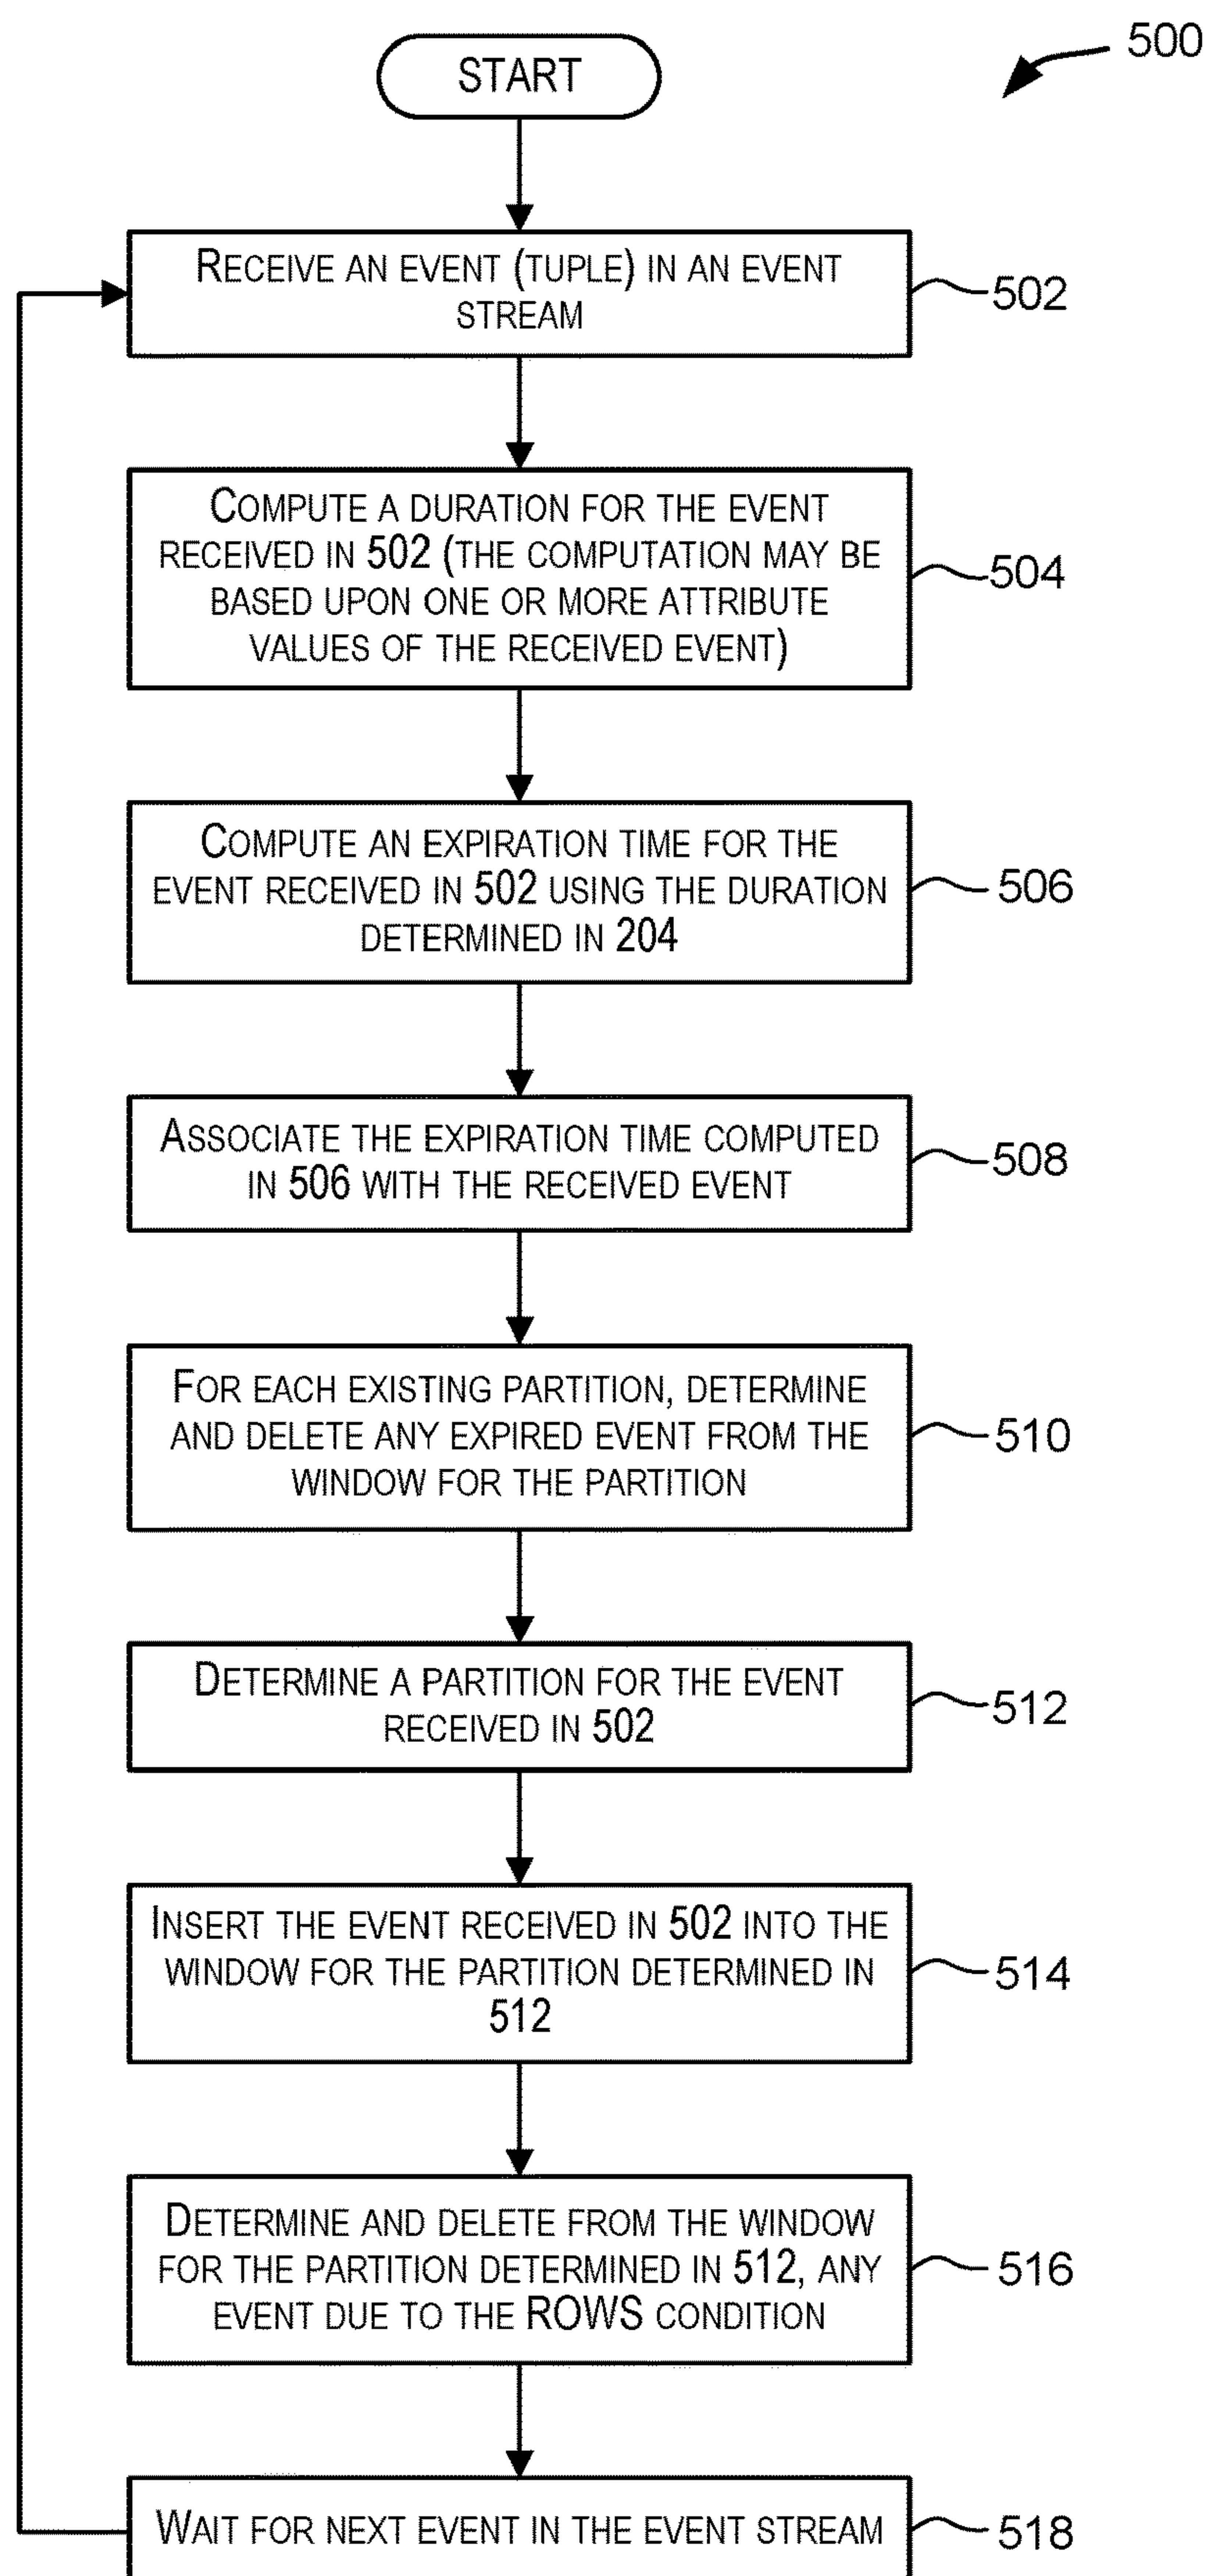 START
500
RECEIVE AN EVENT (TUPLE) IN AN EVENT
STREAM
502
COMPUTE A DURATION FOR THE EVENT
RECEIVED IN 502 (THE COMPUTATION MAY BE
BASED UPON ONE OR MORE ATTRIBUTE
VALUES OF THE RECEIVED EVENT)
504
COMPUTE AN EXPIRATION TIME FOR THE
EVENT RECEIVED IN 502 USING THE DURATION
DETERMINED IN 204
506
ASSOCIATE THE EXPIRATION TIME COMPUTED
IN 506 WITH THE RECEIVED EVENT
508
FOR EACH EXISTING PARTITION, DETERMINE
AND DELETE ANY EXPIRED EVENT FROM THE
WINDOW FOR THE PARTITION
510
DETERMINE A PARTITION FOR THE EVENT
RECEIVED IN 502
512
INSERT THE EVENT RECEIVED IN 502 INTO THE
WINDOW FOR THE PARTITION DETERMINED IN
512
514
DETERMINE AND DELETE FROM THE WINDOW
FOR THE PARTITION DETERMINED IN 512, ANY
EVENT DUE TO THE ROWS CONDITION
516
WAIT FOR NEXT EVENT IN THE EVENT STREAM
518